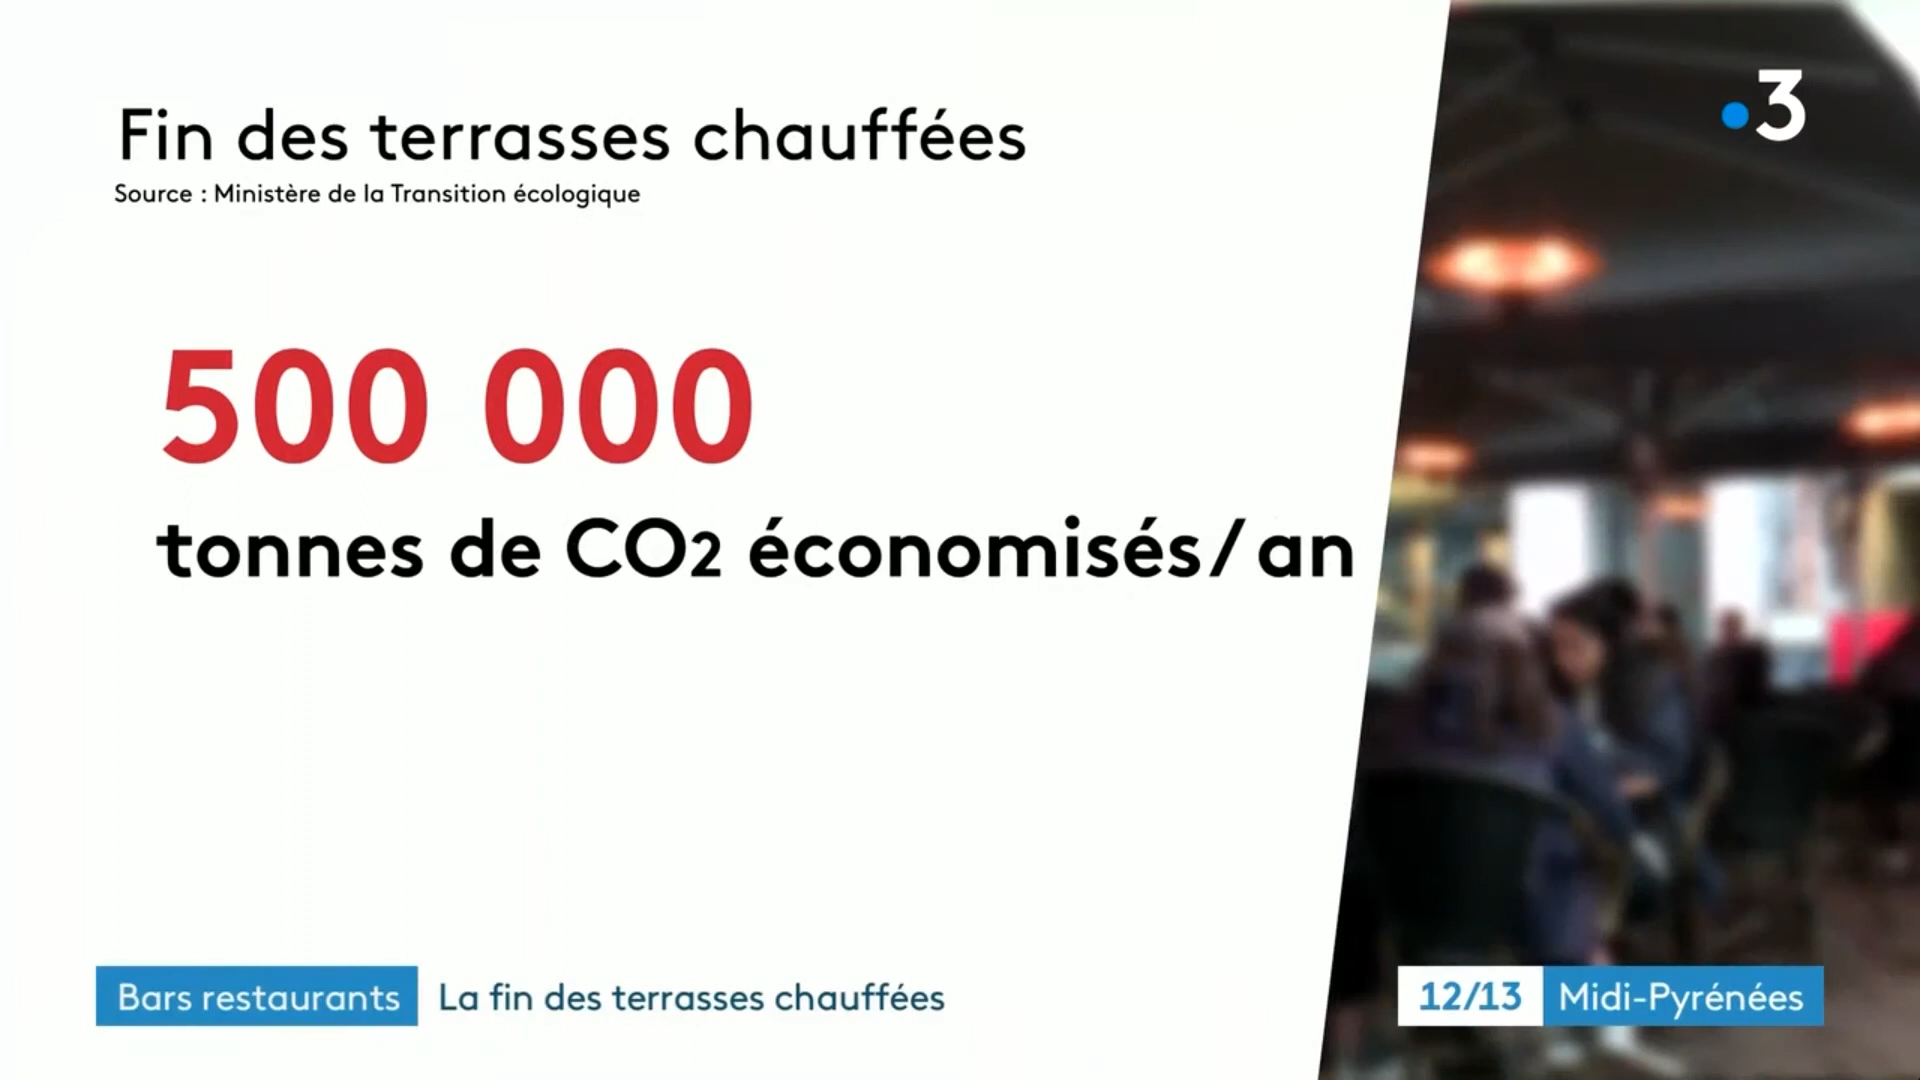 3
Fin des terrasses chauffées
Source : Ministère de la Transition écologique
500 000
tonnes de CO2 économisés/an
Bars restaurants La fin des terrasses chauffées
12/13 Midi-Pyrénées